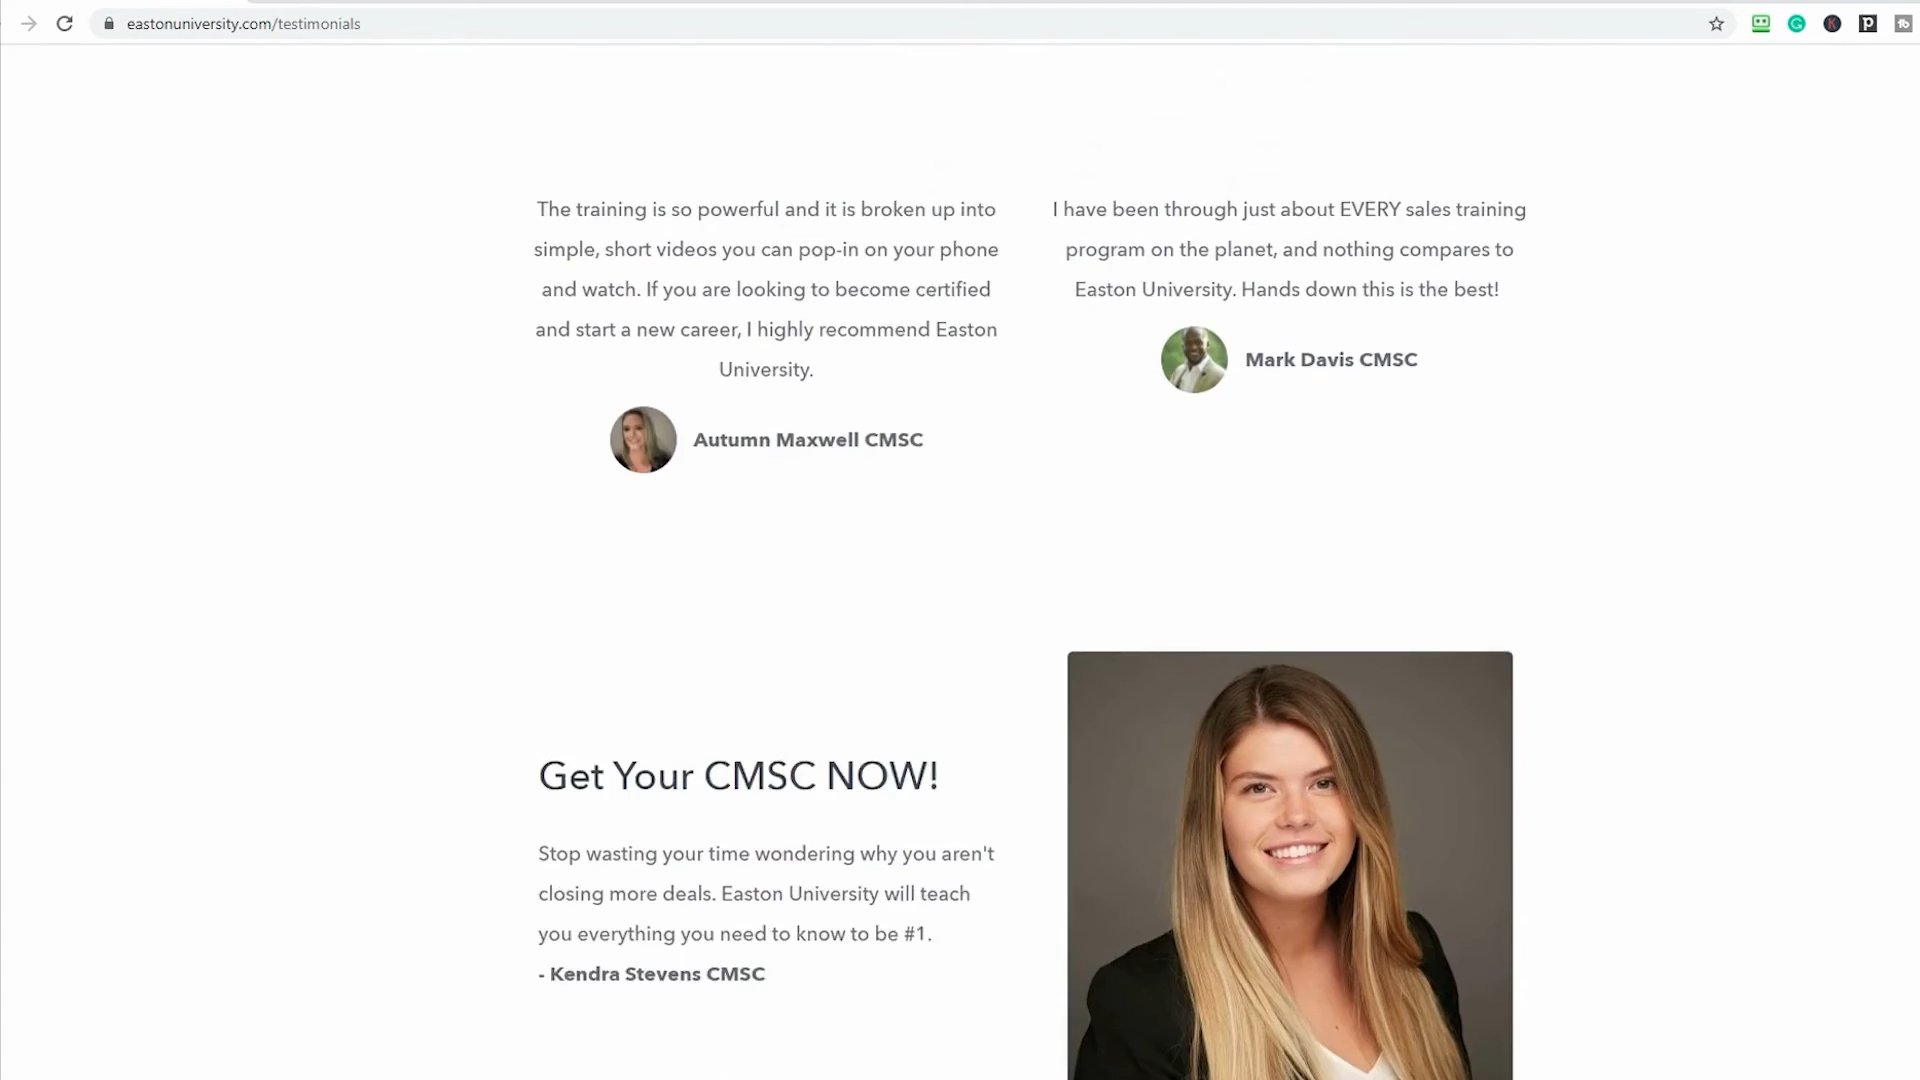 eastonuniversity.com/testimonials
The training is so powerful and it is broken up into
simple, short videos you can pop-in on your phone
and watch. If you are looking to become certified
and start a new career, I highly recommend Easton
University.
Autumn Maxwell CMSC
I have been through just about EVERY sales training
program on the planet, and nothing compares to
Easton University. Hands down this is the best!
Mark Davis CMSC
Get Your CMSC NOW!
Stop wasting your time wondering why you aren't
closing more deals. Easton University will teach
you everything you need to know to be #1.
- Kendra Stevens CMSC